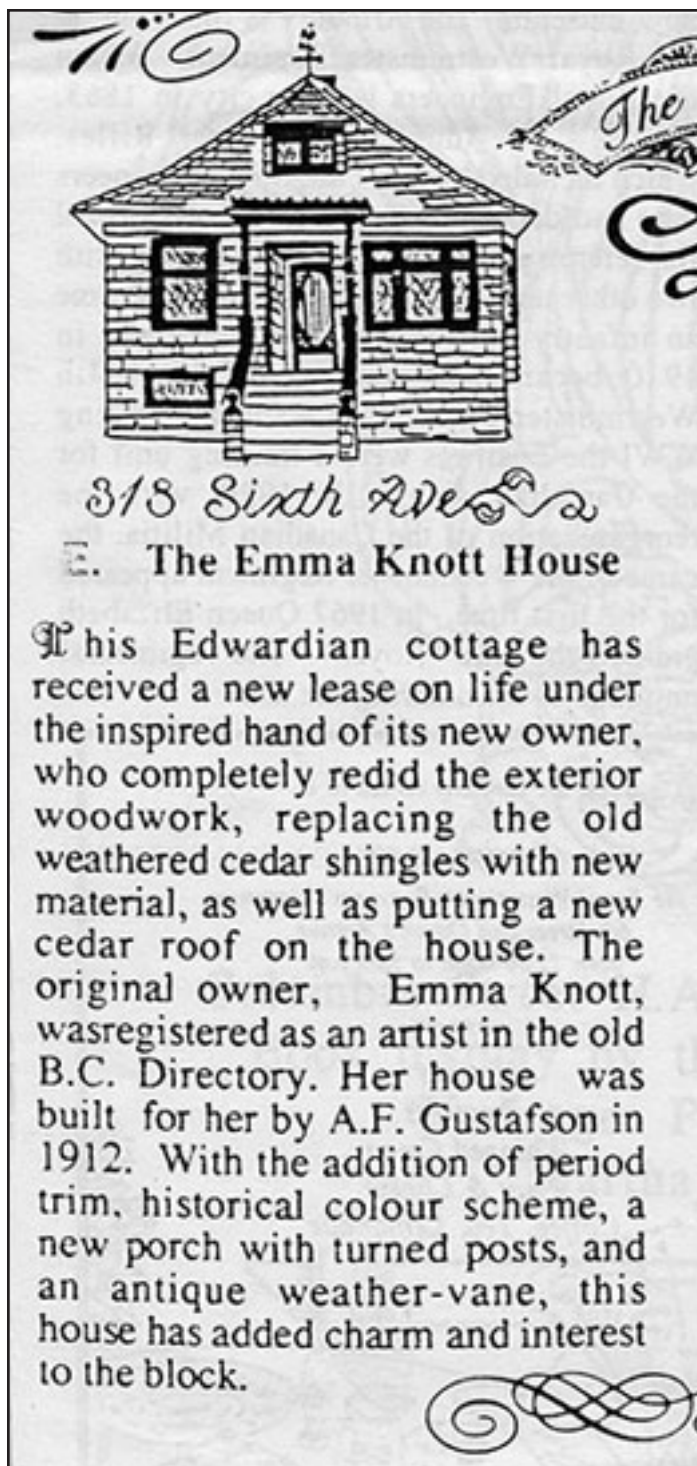 The
318 Sixth Ave
E. The Emma Knott House
This Edwardian cottage has
received a new lease on life under
the inspired hand of its new owner,
who completely redid the exterior
woodwork, replacing the old
weathered cedar shingles with new
material, as well as putting a new
cedar roof on the house. The
original owner, Emma Knott,
wasregistered as an artist in the old
B.C. Directory. Her house was
built for her by A.F. Gustafson in
1912. With the addition of period
trim, historical colour scheme, a
new porch with turned posts, and
an antique weather-vane, this
house has added charm and interest
to the block.